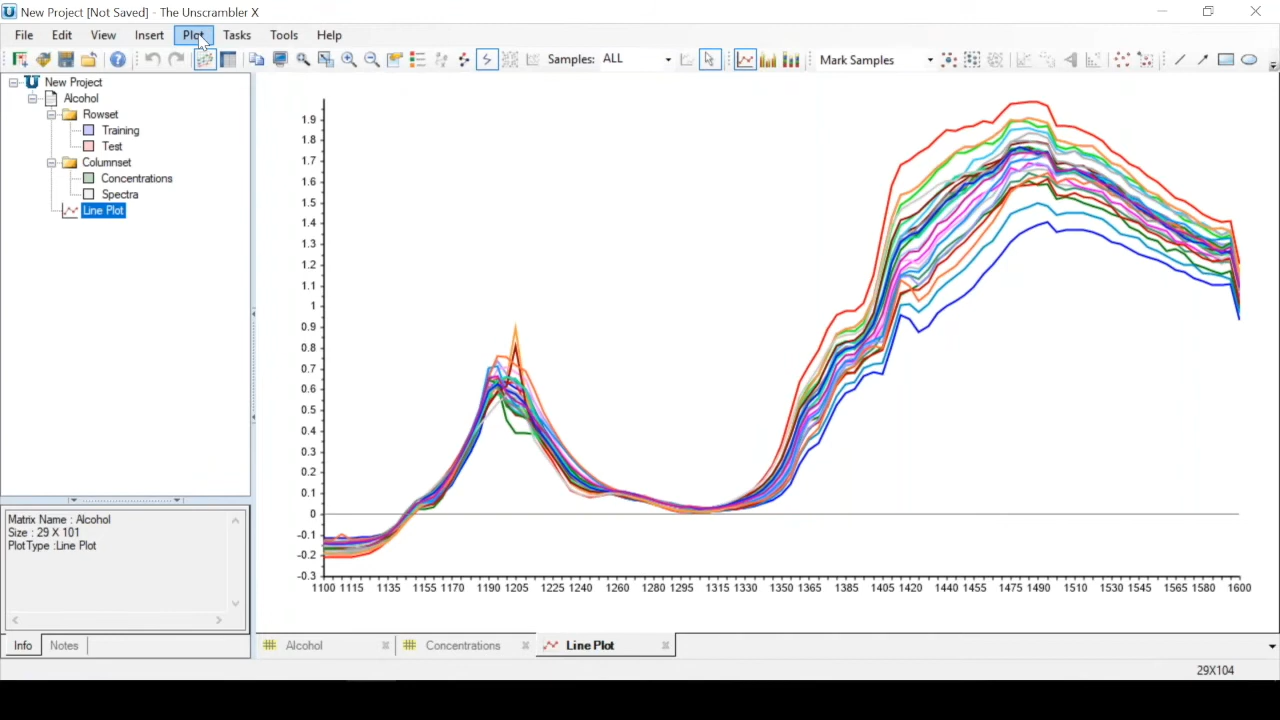 New Project [Not Saved] - The Unscrambler X
File Edit View Insert Plot Tasks Tools Help
Samples: ALL Mark Samples
New Project
Alcohol
Rowset
Training
Test
Columnset
Concentrations
Spectra
Line Plot
Matrix Name : Alcohol
Size : 29 X 101
PlotType :Line Plot
Info Notes
1.9
1.8
1.7
1.6
1.5
1.4
1.3
1.2
1.1
1
0.9
0.8
0.7
0.6
0.5
0.4
0.3
0.2
0.1
0
-0.1
-0.2
-0.3
1100 1115 1135 1155 1170 1190 1205 1225 1240 1260 1280 1295 1315 1330 1350 1365 1385 1405 1420 1440 1455 1475 1490 1510 1530 1545 1565 1580 1600
Alcohol Concentrations Line Plot
29X104